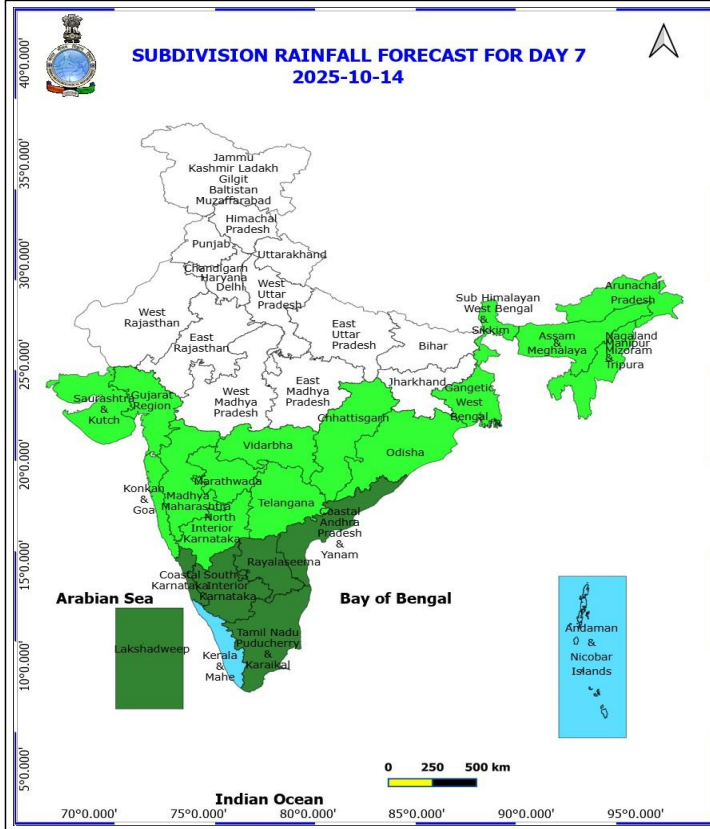 SUBDIVISION RAINFALL FORECAST FOR DAY 7
2025-10-14
40°0.000'
35°0.000'
30°0.000'
25°0.000'
20°0.000'
15°0.000'
10°0.000'
5°0.000'
Jammu
Kashmir Ladakh
Gilgit
Baltistan
Muzaffarabad
Himachal
Pradesh
Punjab
Uttarakhand
Chandigarh
Haryana
Delhi
West
Uttar
Pradesh
West
Rajasthan
East
Rajasthan
East
Uttar
Pradesh
Bihar
Sub Himalayan
West Bengal
&
Sikkim
Arunachal
Pradesh
Assam
&
Meghalaya
Nagaland
Manipur
Mizoram
&
Tripura
Saurashtra
&
Kutch
Gujarat
Region
West
Madhya
Pradesh
East
Madhya
Pradesh
Jharkhand
Gangetic
West
Bengal
Chhattisgarh
Odisha
Vidarbha
Konkan
&
Goa
Madhya
Maharashtra
Marathwada
Telangana
North
Interior
Karnataka
Coastal
Andhra
Pradesh
&
Yanam
Rayalaseema
Coastal
Karnataka
South
Interior
Karnataka
Arabian Sea
Bay of Bengal
Lakshadweep
Kerala
&
Mahe
Tamil Nadu
Puducherry
&
Karaikal
Andaman
&
Nicobar
Islands
0 250 500 km
Indian Ocean
70°0.000' 75°0.000' 80°0.000' 85°0.000' 90°0.000' 95°0.000'